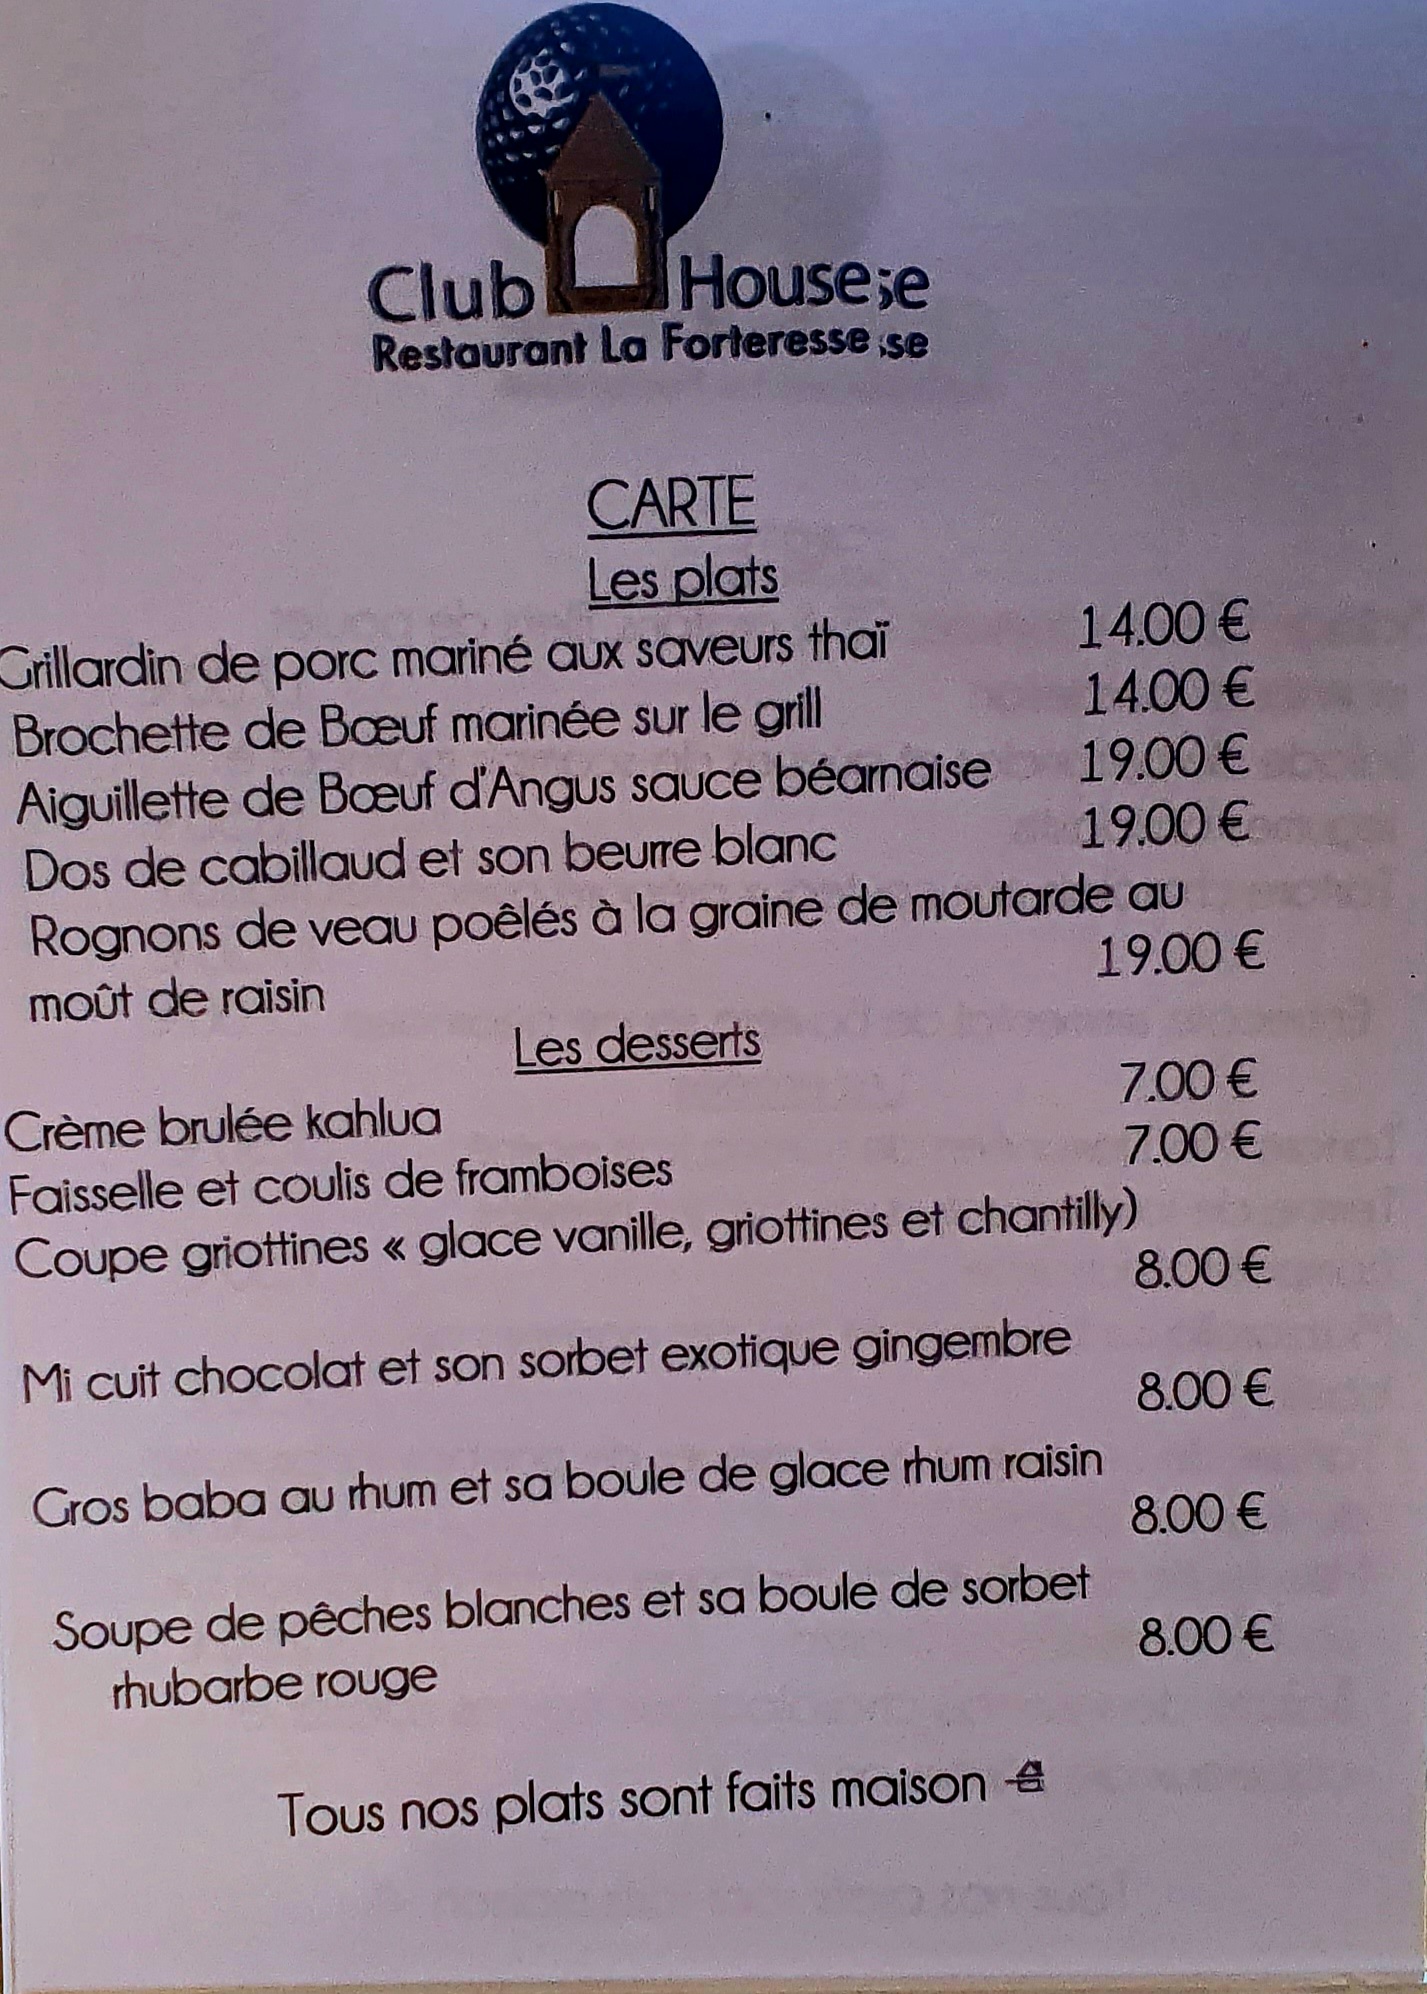 Club House;e
Restaurant La Forteresse ;se
CARTE
Les plats
Grillardin de porc mariné aux saveurs thaï 14.00 €
Brochette de Bœuf marinée sur le grill 14.00 €
Aiguillette de Bœuf d'Angus sauce béarnaise 19.00 €
Dos de cabillaud et son beurre blanc 19.00 €
Rognons de veau poêlés à la graine de moutarde au
moût de raisin 19.00 €
Les desserts
Crème brulée kahlua 7.00 €
Faisselle et coulis de framboises 7.00 €
Coupe griottines « glace vanille, griottines et chantilly)
8.00 €
Mi cuit chocolat et son sorbet exotique gingembre
8.00 €
Gros baba au rhum et sa boule de glace rhum raisin
8.00 €
Soupe de pêches blanches et sa boule de sorbet
rhubarbe rouge 8.00 €
Tous nos plats sont faits maison